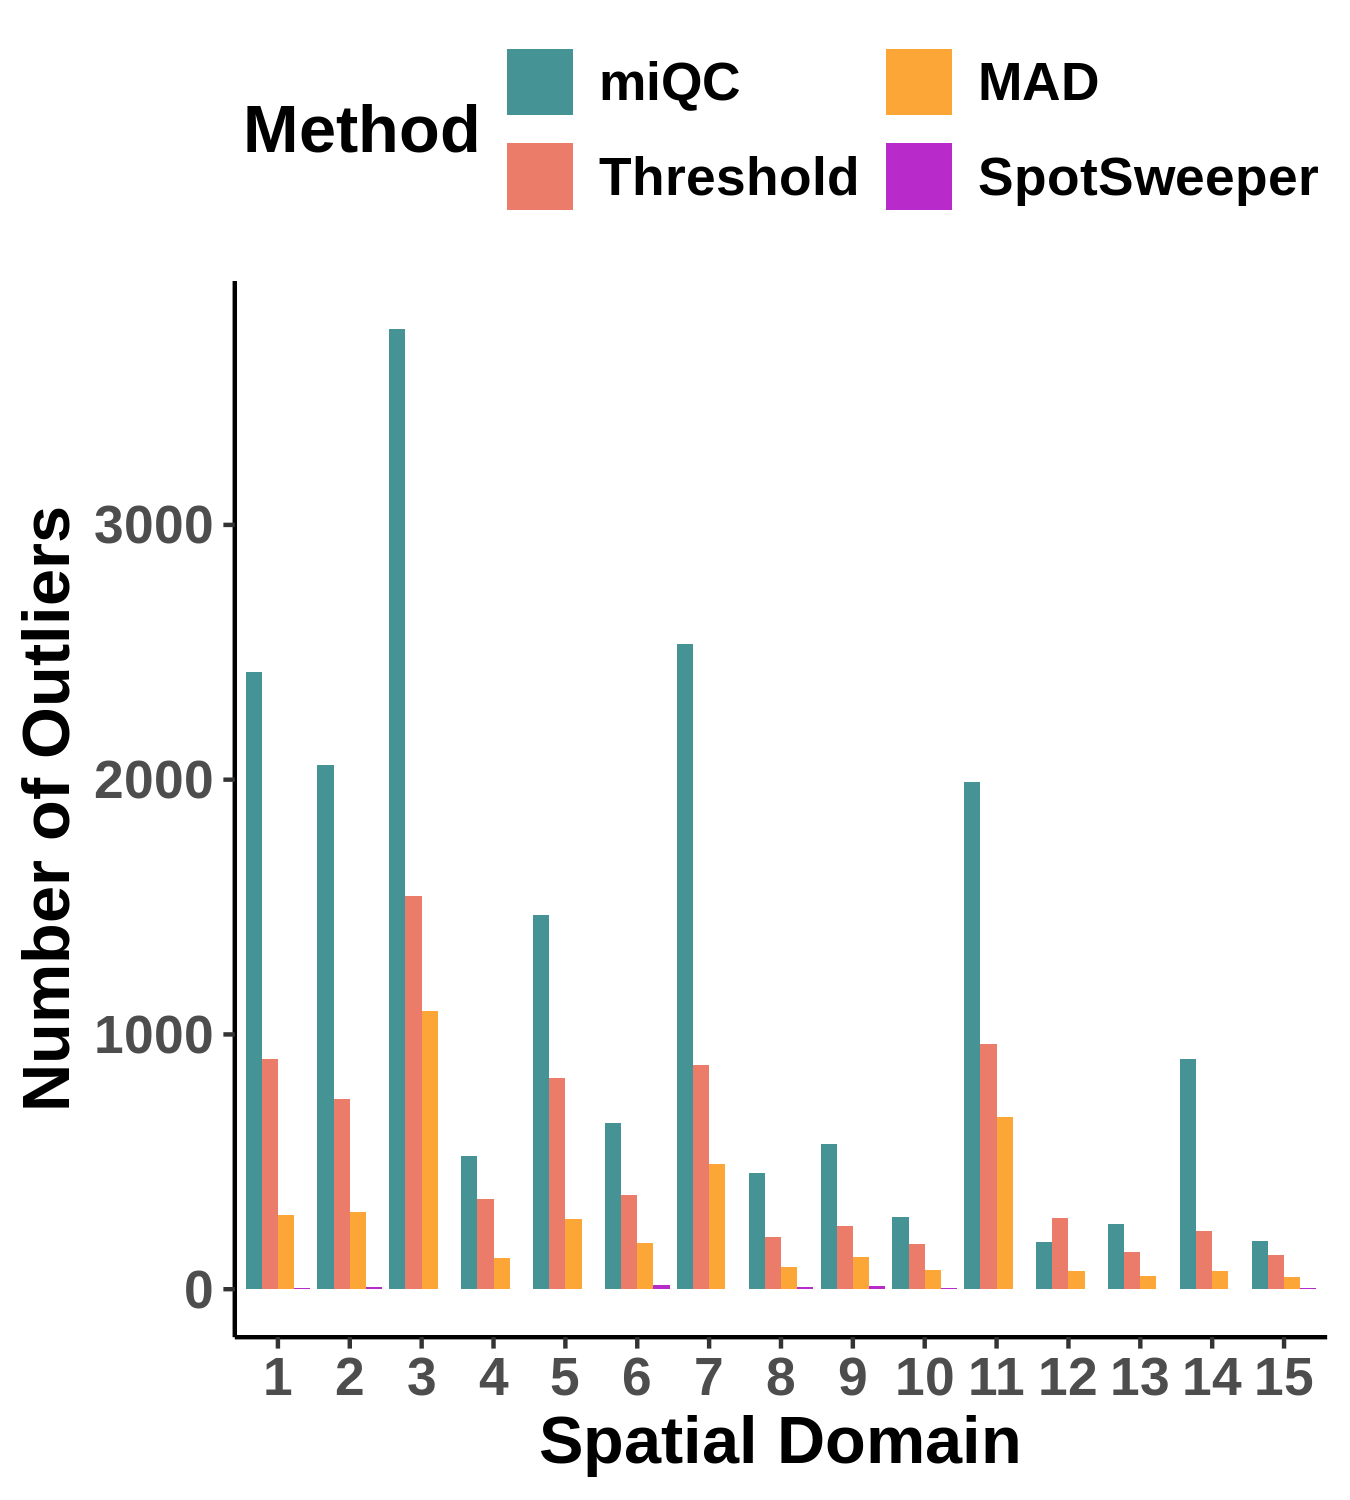 Method
miQC
MAD
Threshold
SpotSweeper
Number of Outliers
3000
2000
1000
0
1 2 3 4 5 6 7 8 9 10 11 12 13 14 15
Spatial Domain